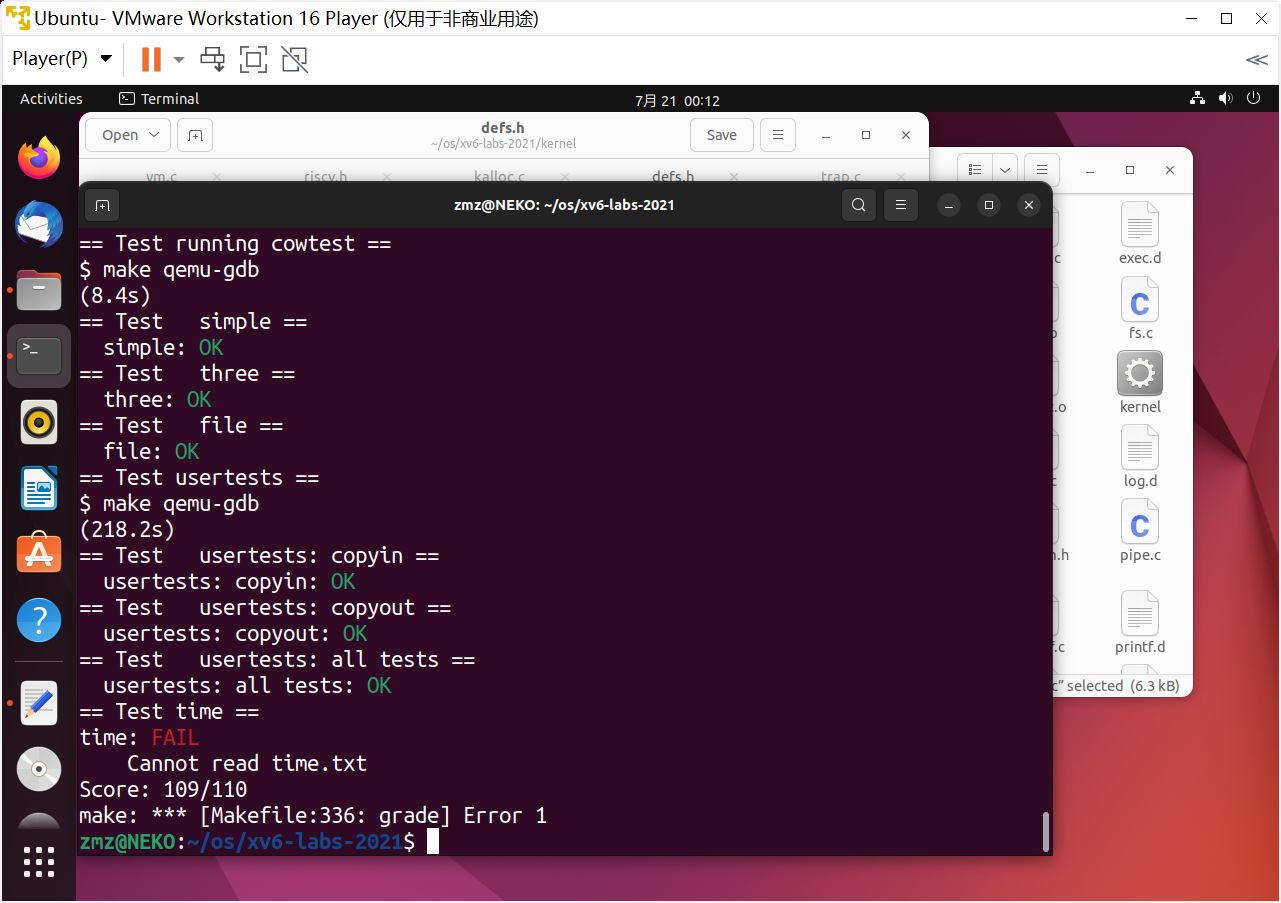 Ubuntu- VMware Workstation 16 Player (仅用于非商业用途)
Player(P)
Activities
Terminal
7月 21 00:12
Open
defs.h
~/os/xv6-labs-2021/kernel
Save
vm.c
riscv.h
kalloc.c
defs.h
trap.c
zmz@NEKO: ~/os/xv6-labs-2021
== Test running cowtest ==
$ make qemu-gdb
(8.4s)
== Test   simple ==
  simple: OK
== Test   three ==
  three: OK
== Test   file ==
  file: OK
== Test usertests ==
$ make qemu-gdb
(218.2s)
== Test   usertests: copyin ==
  usertests: copyin: OK
== Test   usertests: copyout ==
  usertests: copyout: OK
== Test   usertests: all tests ==
  usertests: all tests: OK
== Test time ==
time: FAIL
    Cannot read time.txt
Score: 109/110
make: *** [Makefile:336: grade] Error 1
zmz@NEKO:~/os/xv6-labs-2021$
exec.d
fs.c
kernel
log.d
pipe.c
printf.d
c” selected (6.3 kB)